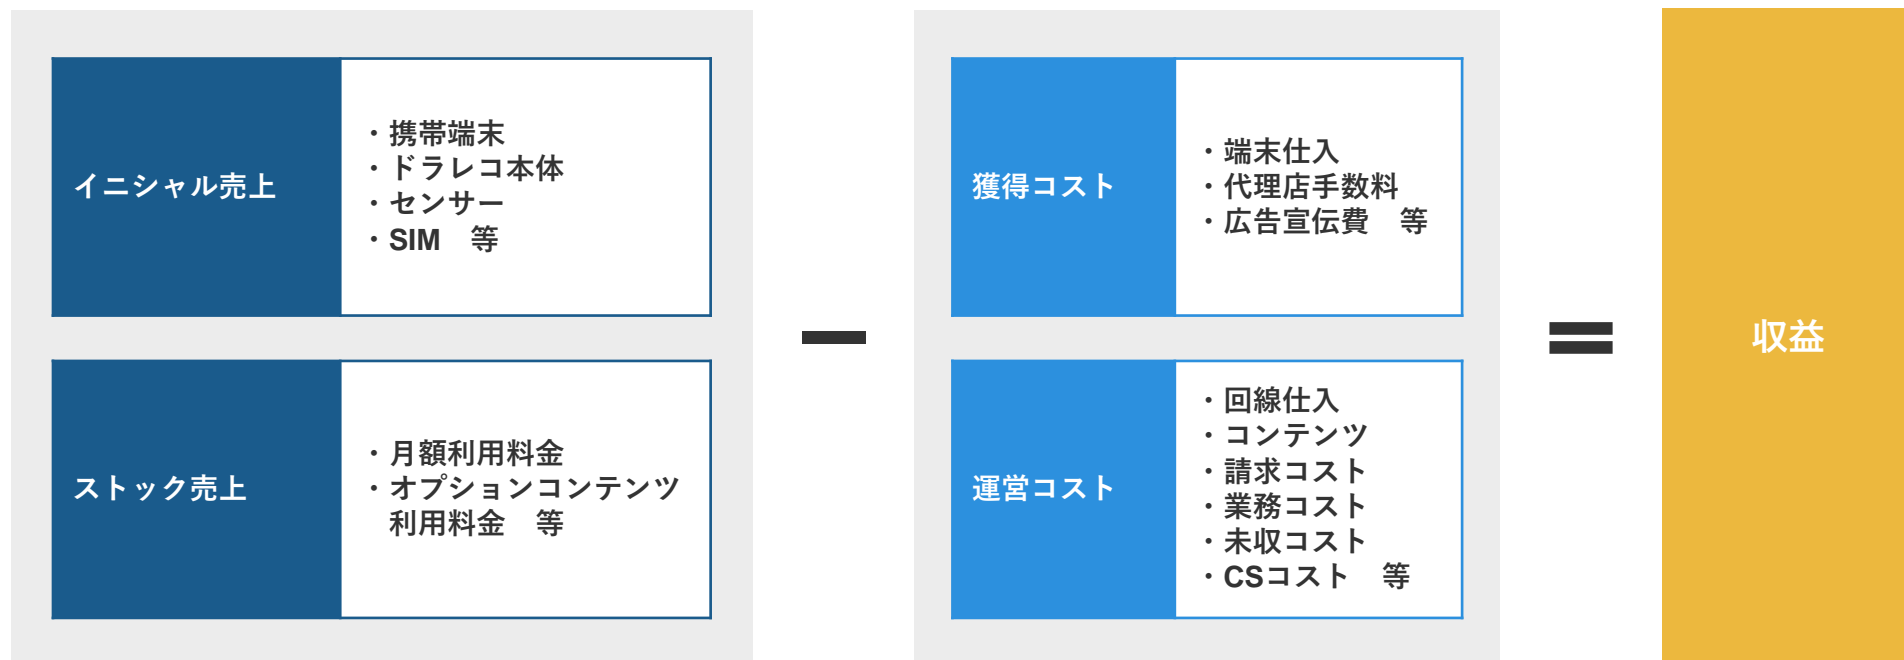 イニシャル売上
・携帯端末
・ドラレコ本体
・センサー
・SIM　等
ストック売上
・月額利用料金
・オプションコンテンツ
利用料金　等
ー
獲得コスト
・端末仕入
・代理店手数料
・広告宣伝費　等
運営コスト
・回線仕入
・コンテンツ
・請求コスト
・業務コスト
・未収コスト
・CSコスト　等
＝
収益